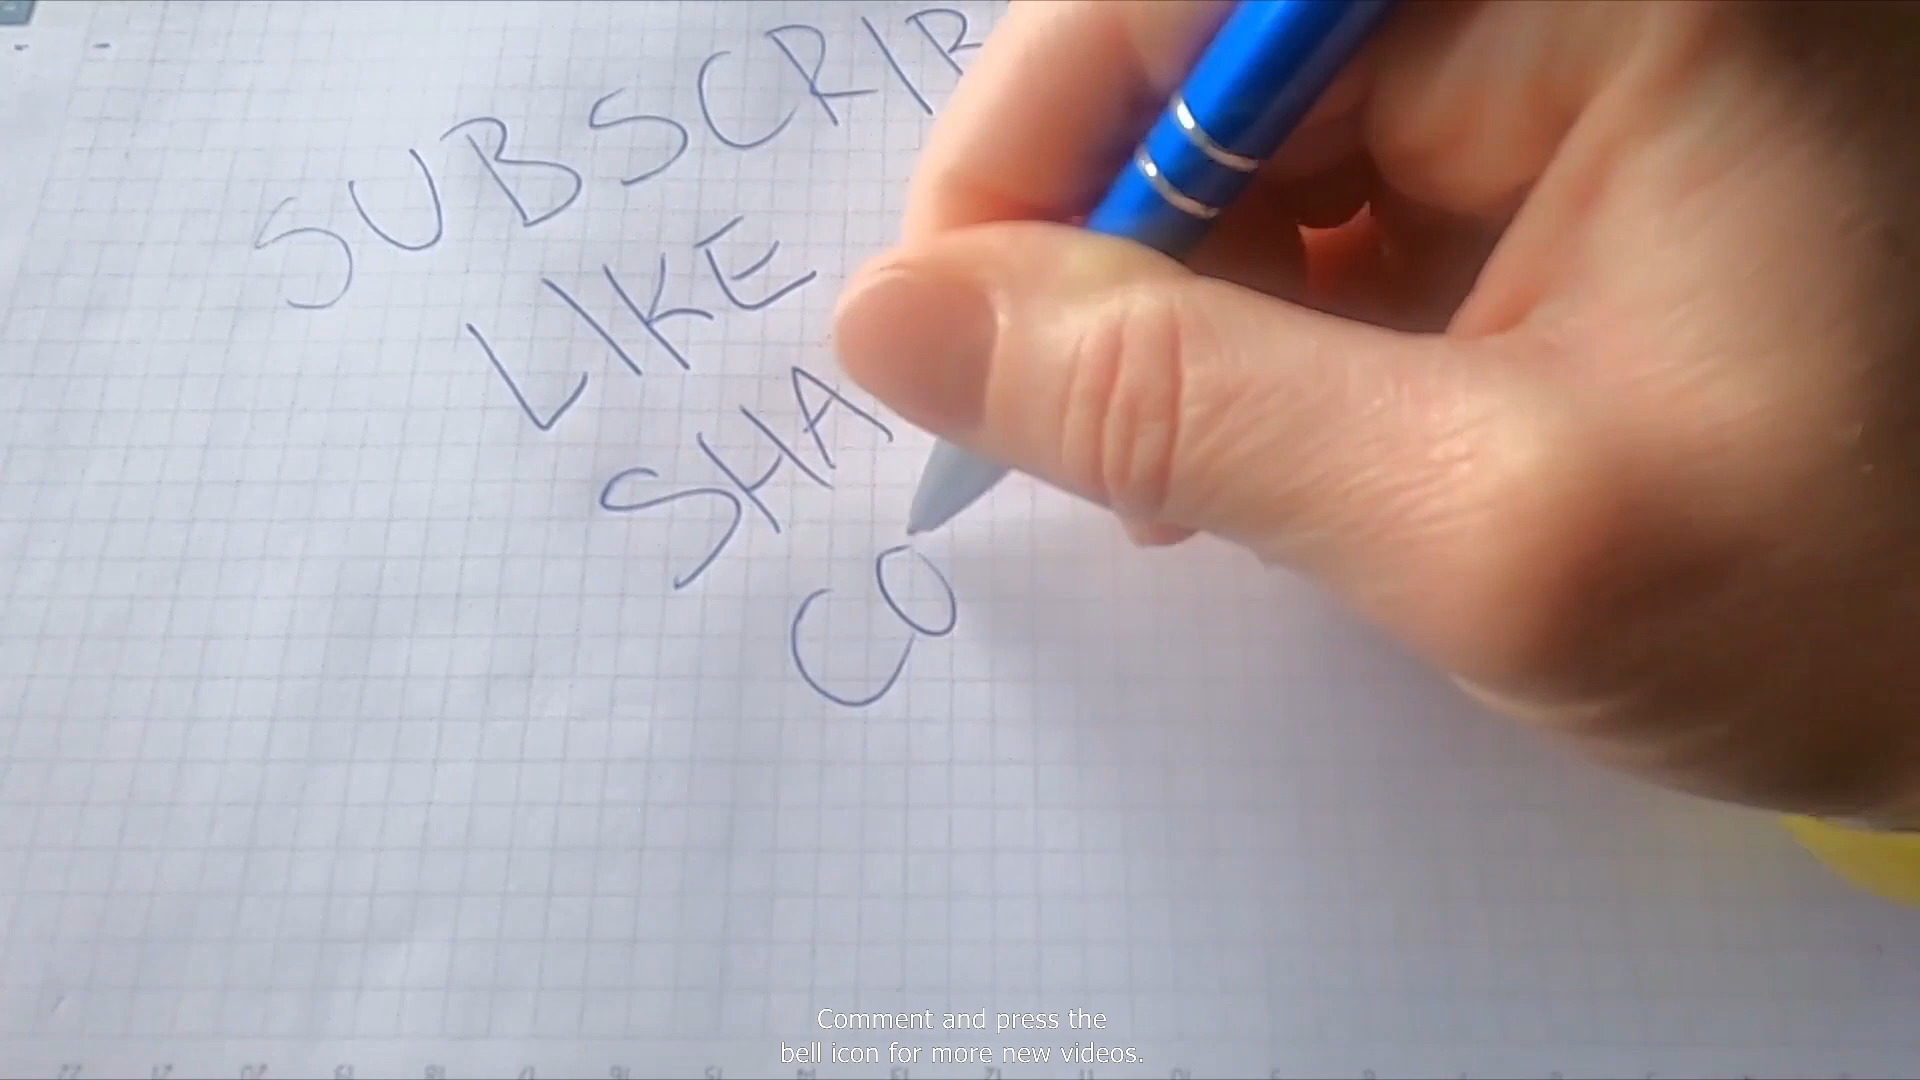 SUBSCRIB
LIKE
SHA
CO
Comment and press the
bell icon for more new videos.